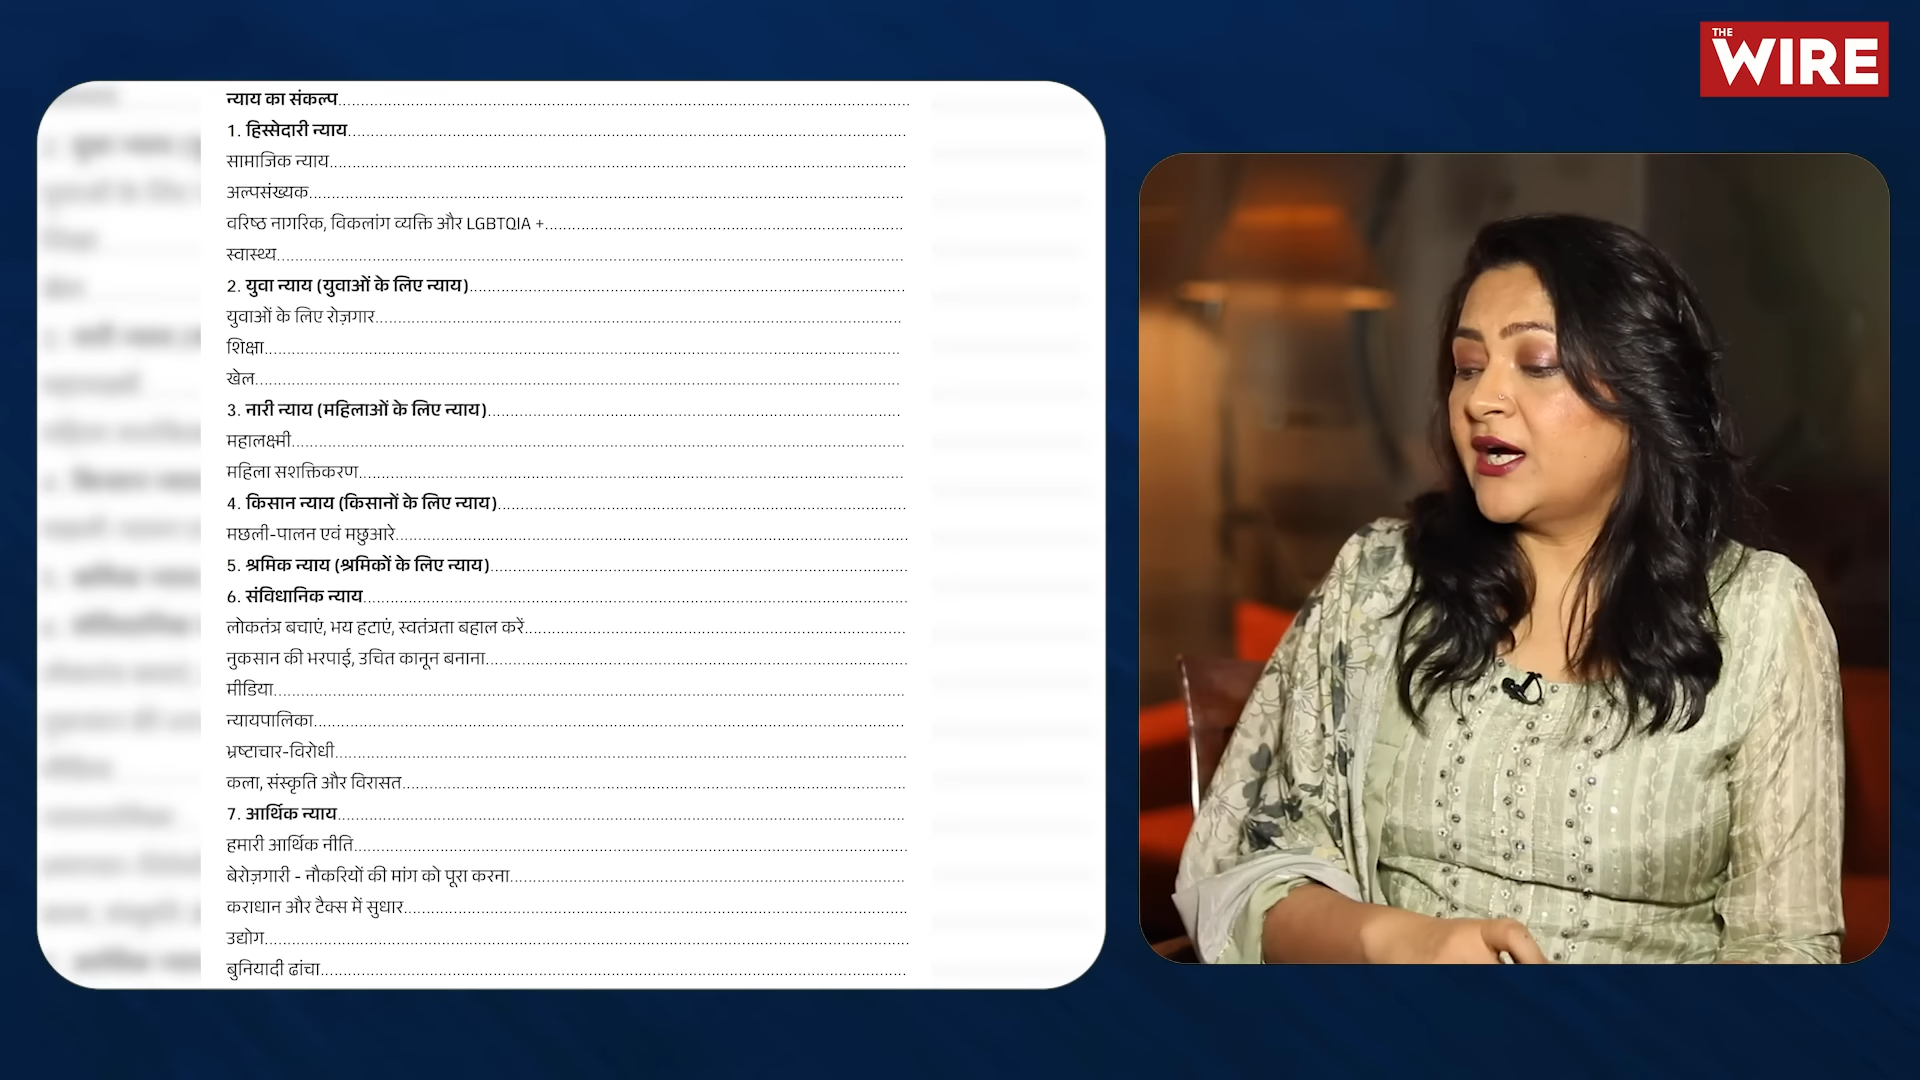 THE
WIRE
न्याय का संकल्प
1. हिस्सेदारी न्याय
सामाजिक न्याय
अल्पसंख्यक
वरिष्ठ नागरिक, विकलांग व्यक्ति और LGBTQIA +
स्वास्थ्य
2. युवा न्याय (युवाओं के लिए न्याय)
युवाओं के लिए रोज़गार
शिक्षा
खेल
3. नारी न्याय (महिलाओं के लिए न्याय)
महालक्ष्मी
महिला सशक्तिकरण
4. किसान न्याय (किसानों के लिए न्याय)
मछली-पालन एवं मछुआरे
5. श्रमिक न्याय (श्रमिकों के लिए न्याय)
6. संविधानिक न्याय
लोकतंत्र बचाएं, भय हटाएं, स्वतंत्रता बहाल करें
नुकसान की भरपाई, उचित कानून बनाना
मीडिया
न्यायपालिका
भ्रष्टाचार-विरोधी
कला, संस्कृति और विरासत
7. आर्थिक न्याय
हमारी आर्थिक नीति
बेरोज़गारी - नौकरियों की मांग को पूरा करना
कराधान और टैक्स में सुधार
उद्योग
बुनियादी ढांचा